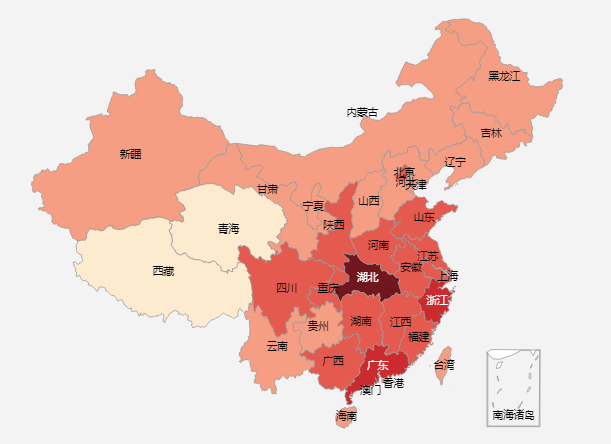 黑龙江
内蒙古
吉林
新疆
辽宁
北京
河北
天津
甘肃
山西
宁夏
山东
陕西
青海
河南
江苏
安徽
西藏
上海
湖北
四川
重庆
浙江
湖南
江西
贵州
福建
云南
广西
台湾
广东
香港
澳门
海南
南海诸岛